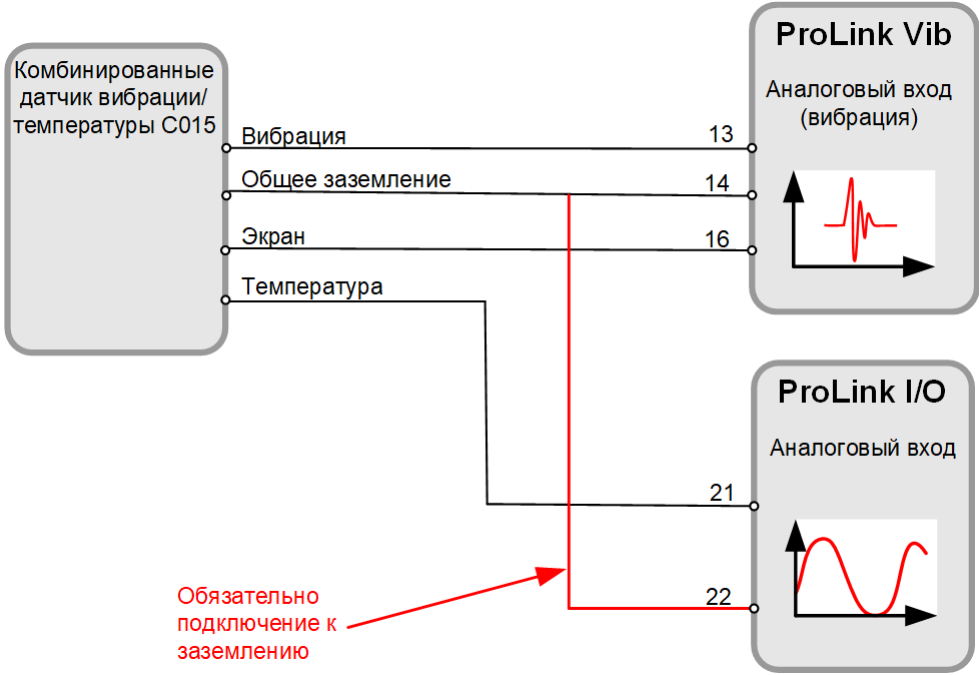 Комбинированные
датчик вибрации/
температуры C015
Вибрация
13
Общее заземление
14
Экран
16
Температура
ProLink Vib
Аналоговый вход
(вибрация)
ProLink I/O
Аналоговый вход
21
22
Обязательно
подключение к
заземлению